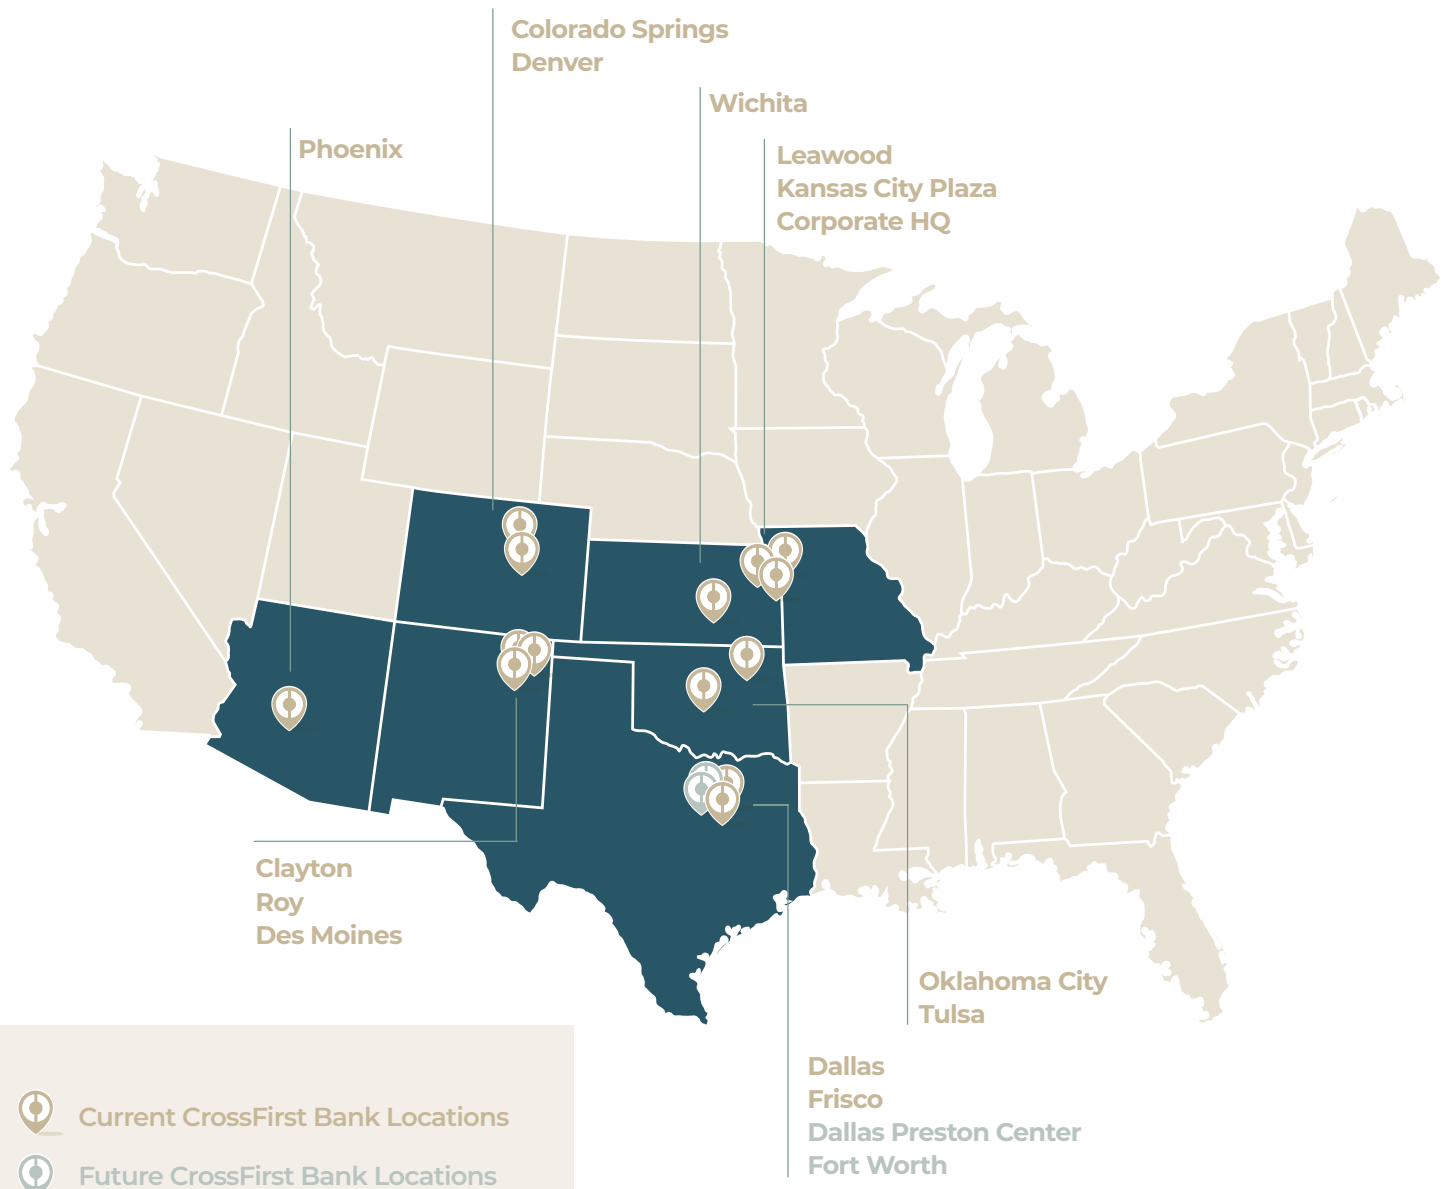 Colorado Springs
Denver
Wichita
Phoenix
Leawood
Kansas City Plaza
Corporate HQ
Clayton
Roy
Des Moines
Oklahoma City
Tulsa
Dallas
Frisco
Dallas Preston Center
Fort Worth
Current CrossFirst Bank Locations
Future CrossFirst Bank Locations